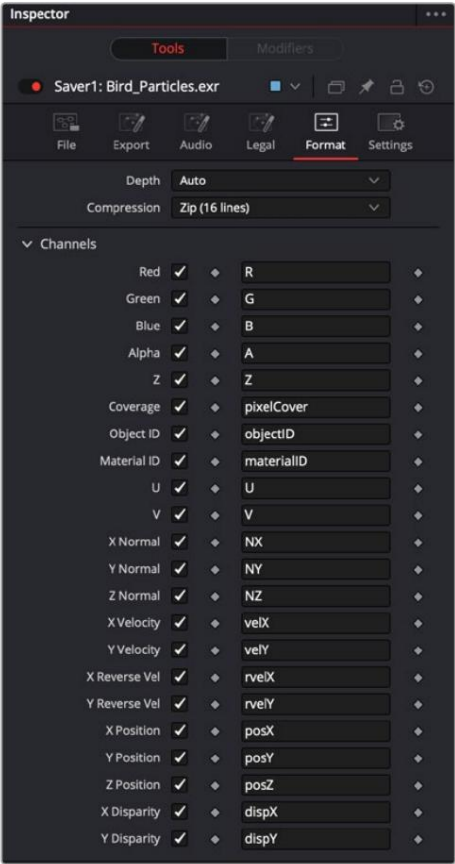 Inspector
Tools Modifiers
Saver1: Bird_Particles.exr
File Export Audio Legal Format Settings
Depth Auto
Compression Zip (16 lines)
Channels
Red R
Green G
Blue B
Alpha A
Z Z
Coverage pixelCover
Object ID objectID
Material ID materialID
U U
V V
X Normal NX
Y Normal NY
Z Normal NZ
X Velocity velX
Y Velocity velY
X Reverse Vel rvelX
Y Reverse Vel rvelY
X Position posX
Y Position posY
Z Position posZ
X Disparity dispX
Y Disparity dispY